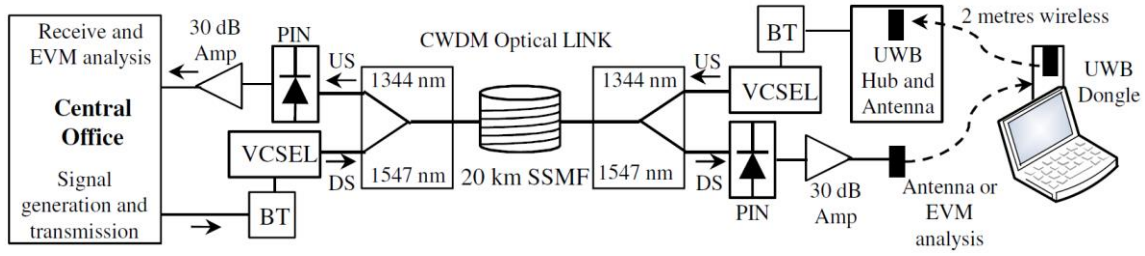 Receive and
EVM analysis
Central
Office
Signal
generation and
transmission
30 dB
Amp
PIN
US
VCSEL
DS
BT
CWDM Optical LINK
1344 nm
1547 nm
20 km SSMF
1344 nm
1547 nm
US
DS
BT
VCSEL
PIN
30 dB
Amp
UWB
Hub and
Antenna
2 metres wireless
UWB
Dongle
Antenna or
EVM
analysis